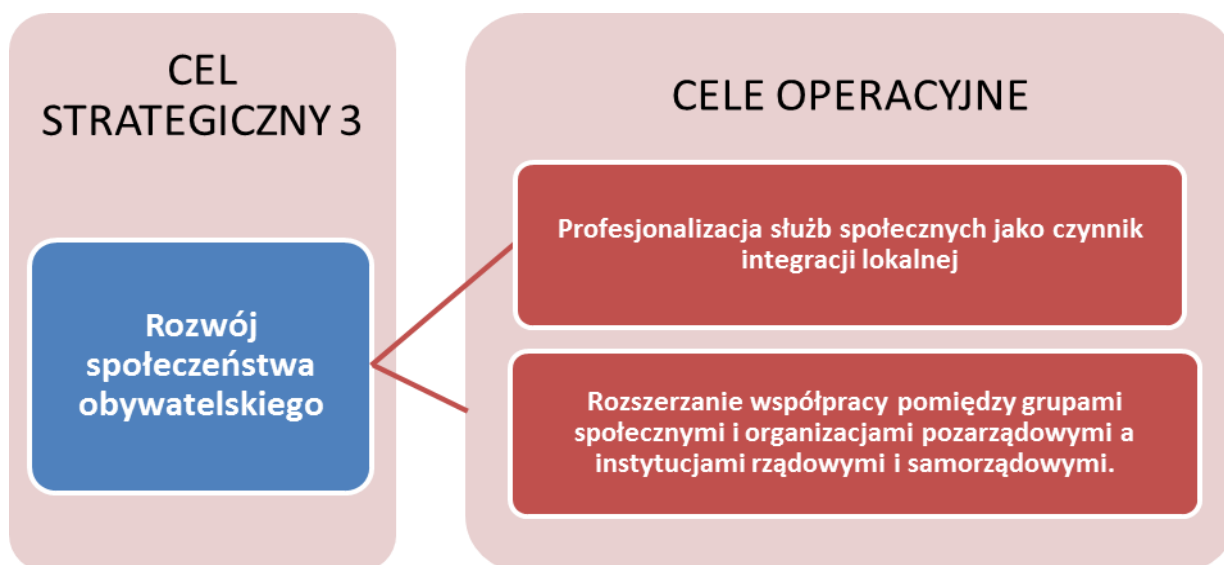 CEL
STRATEGICZNY 3
Rozwój
społeczeństwa
obywatelskiego
CELE OPERACYJNE
Profesjonalizacja służb społecznych jako czynnik
integracji lokalnej
Rozszerzanie współpracy pomiędzy grupami
społecznymi i organizacjami pozarządowymi a
instytucjami rządowymi i samorządowymi.